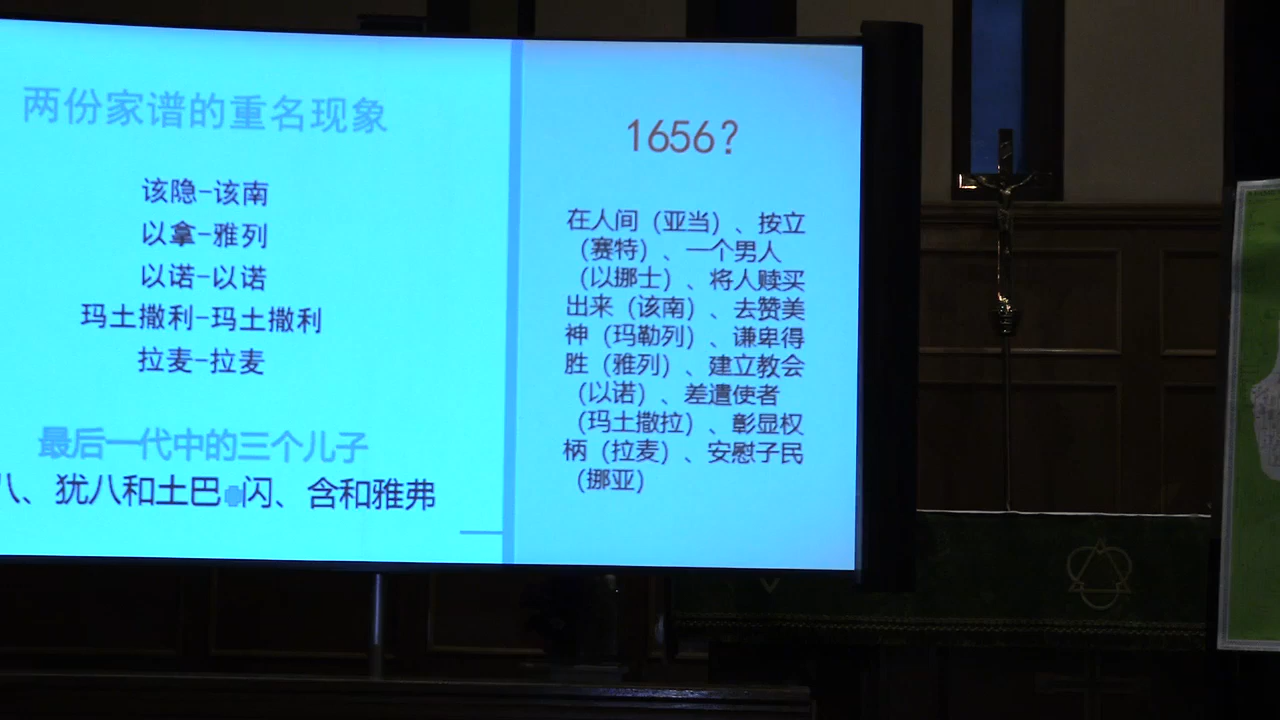 两份家谱的重名现象
该隐-该南
以拿-雅列
以诺-以诺
玛土撒利-玛土撒利
拉麦-拉麦
最后一代中的三个儿子
八、犹八和土巴 闪、含和雅弗
1656?
在人间（亚当）、按立
（赛特）、一个男人
（以挪士）、将人赎买
出来（该南）、去赞美
神（玛勒列）、谦卑得
胜（雅列）、建立教会
（以诺）、差遣使者
（玛土撒拉）、彰显权
柄（拉麦）、安慰子民
（挪亚）